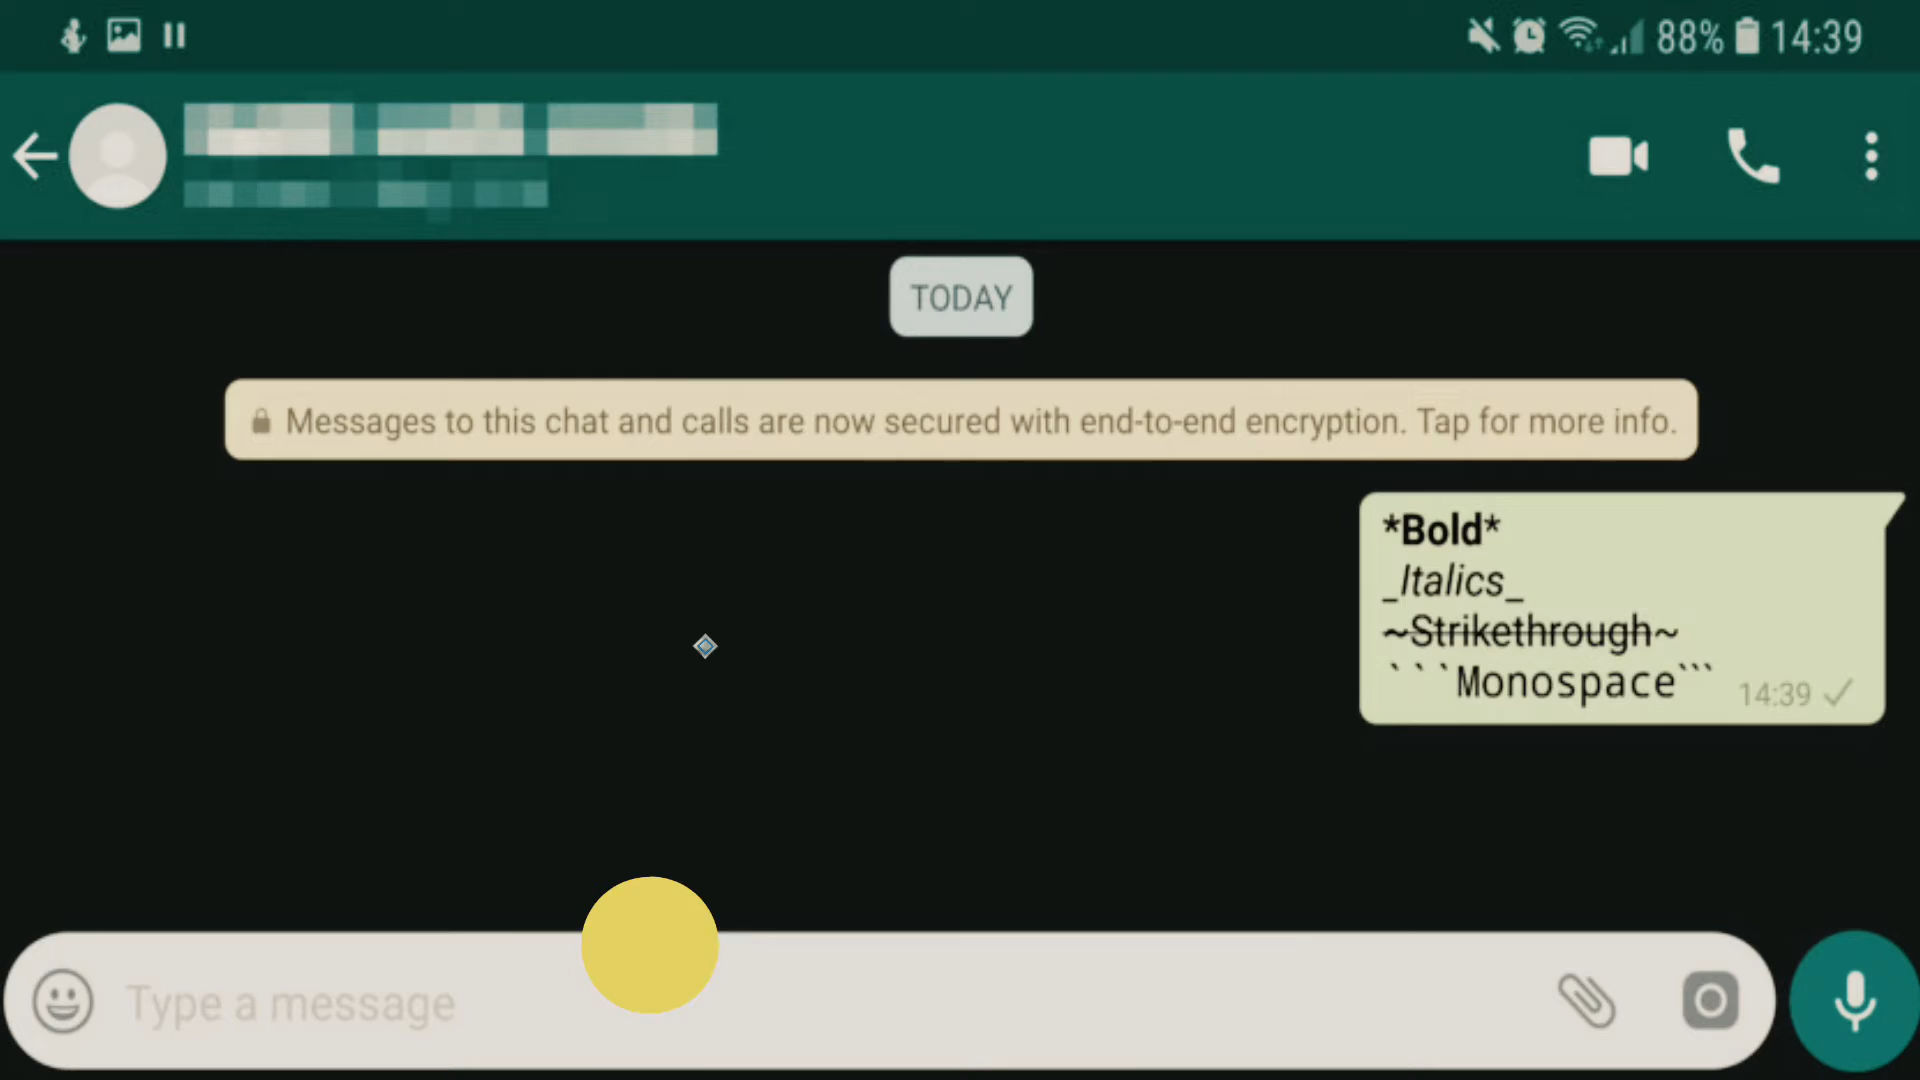 88% 14:39
TODAY
Messages to this chat and calls are now secured with end-to-end encryption. Tap for more info.
*Bold*
_Italics_
~Strikethrough~
```Monospace```
14:39
Type a message